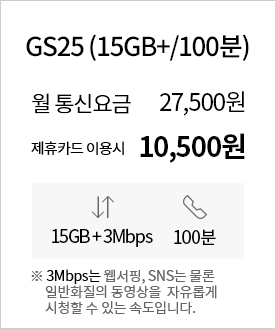 GS25 (15GB+/100분)
월 통신요금 27,500원
제휴카드 이용시 10,500원
15GB+3Mbps 100분
※ 3Mbps는 웹서핑, SNS는 물론
일반화질의 동영상을 자유롭게
시청할 수 있는 속도입니다.